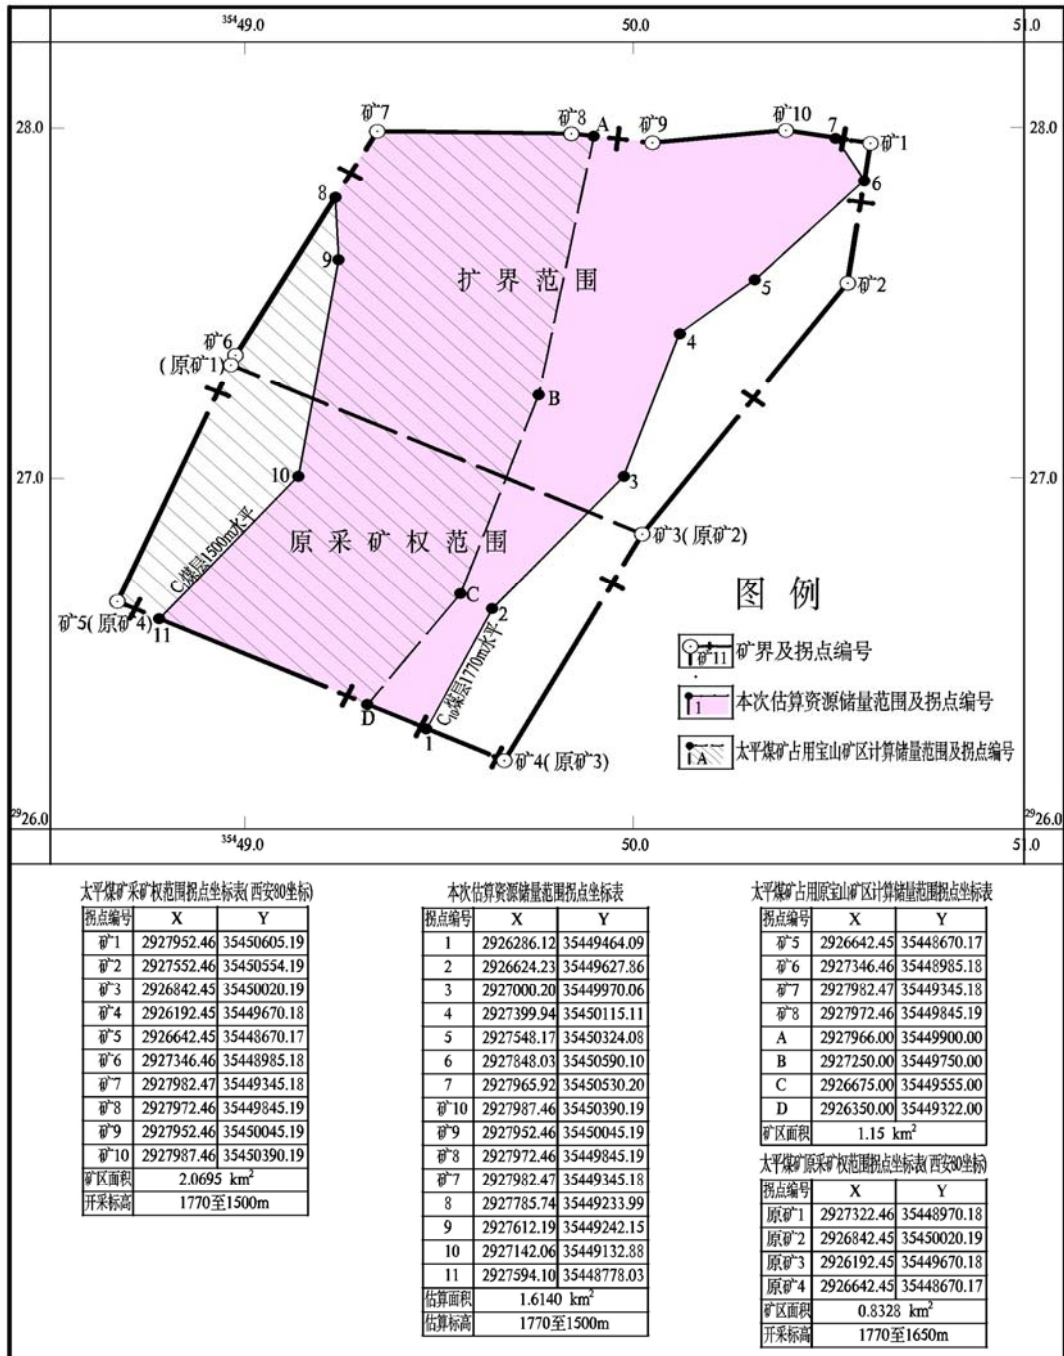 35449.0 50.0 51.0
矿7 矿8 A 矿9 矿10 7 矿1
28.0 28.0
8 6
9 扩界范围 5 矿2
矿6 4
(原矿1)
B
27.0 10 3 27.0
原采矿权范围 矿3(原矿2)
C₁煤层1500m水平
C 图例
矿5(原矿4) 11 2
C₁₀煤层1770m水平
矿11 矿界及拐点编号
D 1 1 本次估算资源储量范围及拐点编号
矿4(原矿3) A 太平煤矿占用宝山矿区计算储量范围及拐点编号
2926.0 2926.0
35449.0 50.0 51.0
太平煤矿采矿权范围拐点坐标表(西安80坐标)
拐点编号 X Y
矿1 2927952.46 35450605.19
矿2 2927552.46 35450554.19
矿3 2926842.45 35450020.19
矿4 2926192.45 35449670.18
矿5 2926642.45 35448670.17
矿6 2927346.46 35448985.18
矿7 2927982.47 35449345.18
矿8 2927972.46 35449845.19
矿9 2927952.46 35450045.19
矿10 2927987.46 35450390.19
矿区面积 2.0695 km²
开采标高 1770至1500m
本次估算资源储量范围拐点坐标表
拐点编号 X Y
1 2926286.12 35449464.09
2 2926624.23 35449627.86
3 2927000.20 35449970.06
4 2927399.94 35450115.11
5 2927548.17 35450324.08
6 2927848.03 35450590.10
7 2927965.92 35450530.20
矿10 2927987.46 35450390.19
矿9 2927952.46 35450045.19
矿8 2927972.46 35449845.19
矿7 2927982.47 35449345.18
8 2927785.74 35449233.99
9 2927612.19 35449242.15
10 2927142.06 35449132.88
11 2927594.10 35448778.03
估算面积 1.6140 km²
估算标高 1770至1500m
太平煤矿占用原宝山矿区计算储量范围拐点坐标表
拐点编号 X Y
矿5 2926642.45 35448670.17
矿6 2927346.46 35448985.18
矿7 2927982.47 35449345.18
矿8 2927972.46 35449845.19
A 2927966.00 35449900.00
B 2927250.00 35449750.00
C 2926675.00 35449555.00
D 2926350.00 35449322.00
矿区面积 1.15 km²
太平煤矿原采矿权范围拐点坐标表(西安80坐标)
拐点编号 X Y
原矿1 2927322.46 35448970.18
原矿2 2926842.45 35450020.19
原矿3 2926192.45 35449670.18
原矿4 2926642.45 35448670.17
矿区面积 0.8328 km²
开采标高 1770至1650m